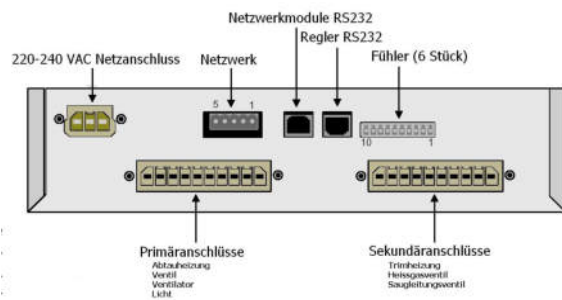 Netzwerkmodule RS232
Regler RS232
220-240 VAC Netzanschluss
Netzwerk
Fühler (6 Stück)
5 1
10 1
Primäranschlüsse
Abtauheizung
Ventil
Ventilator
Licht
Sekundäranschlüsse
Trimheizung
Heissgasventil
Saugleitungsventil